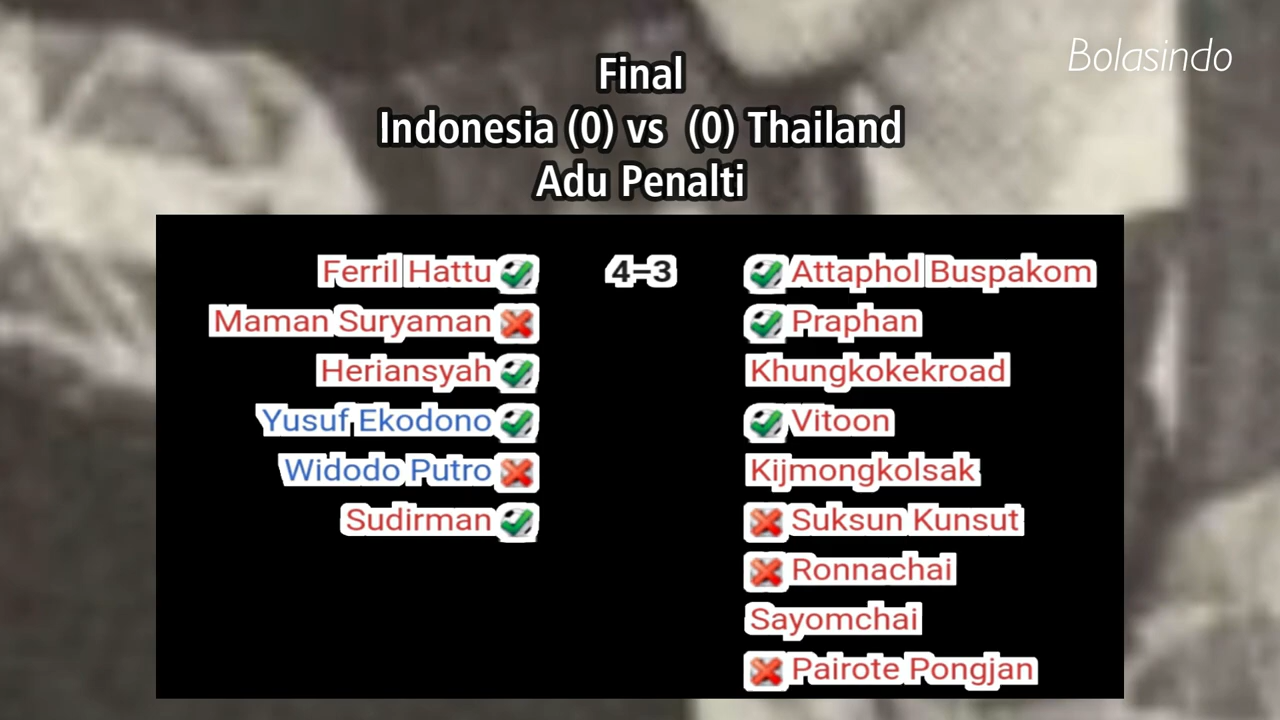 Bolasindo
Final
Indonesia (0) vs (0) Thailand
Adu Penalti
Ferril Hattu
Maman Suryaman
Heriansyah
Yusuf Ekodono
Widodo Putro
Sudirman
4–3
Attaphol Buspakom
Praphan
Khungkokekroad
Vitoon
Kijmongkolsak
Suksun Kunsut
Ronnachai
Sayomchai
Pairote Pongjan